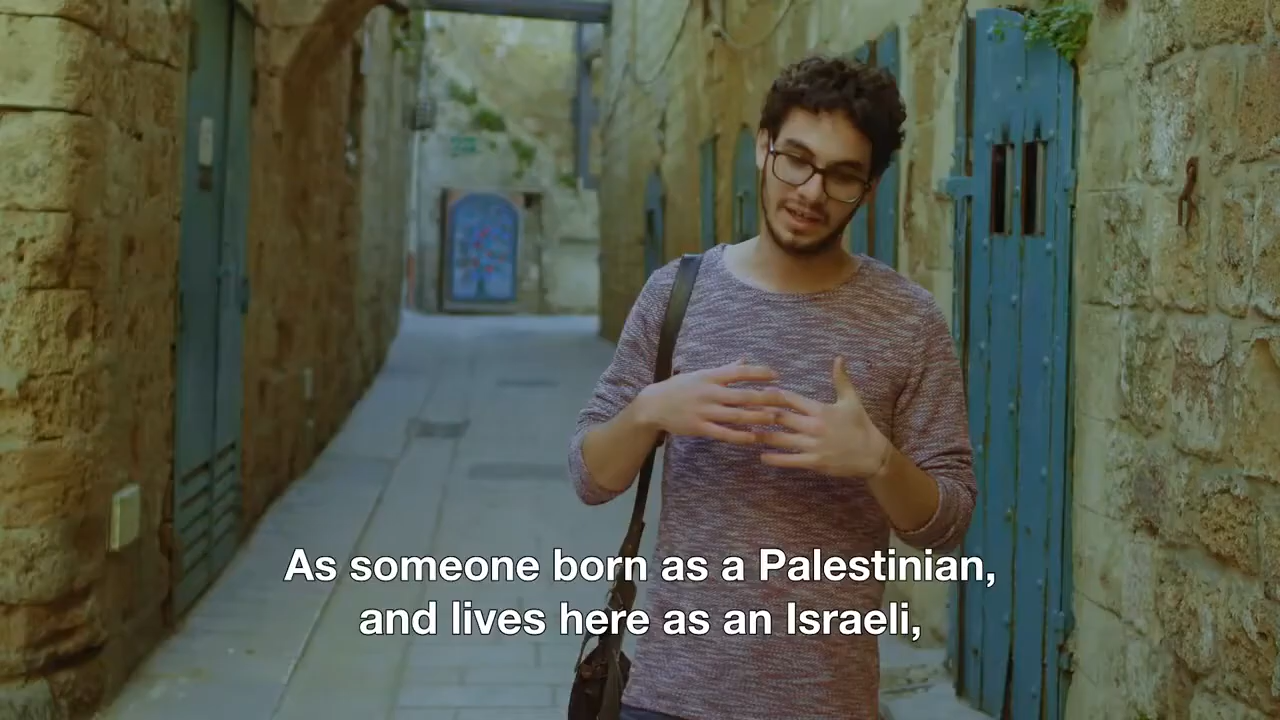 As someone born as a Palestinian,
and lives here as an Israeli,